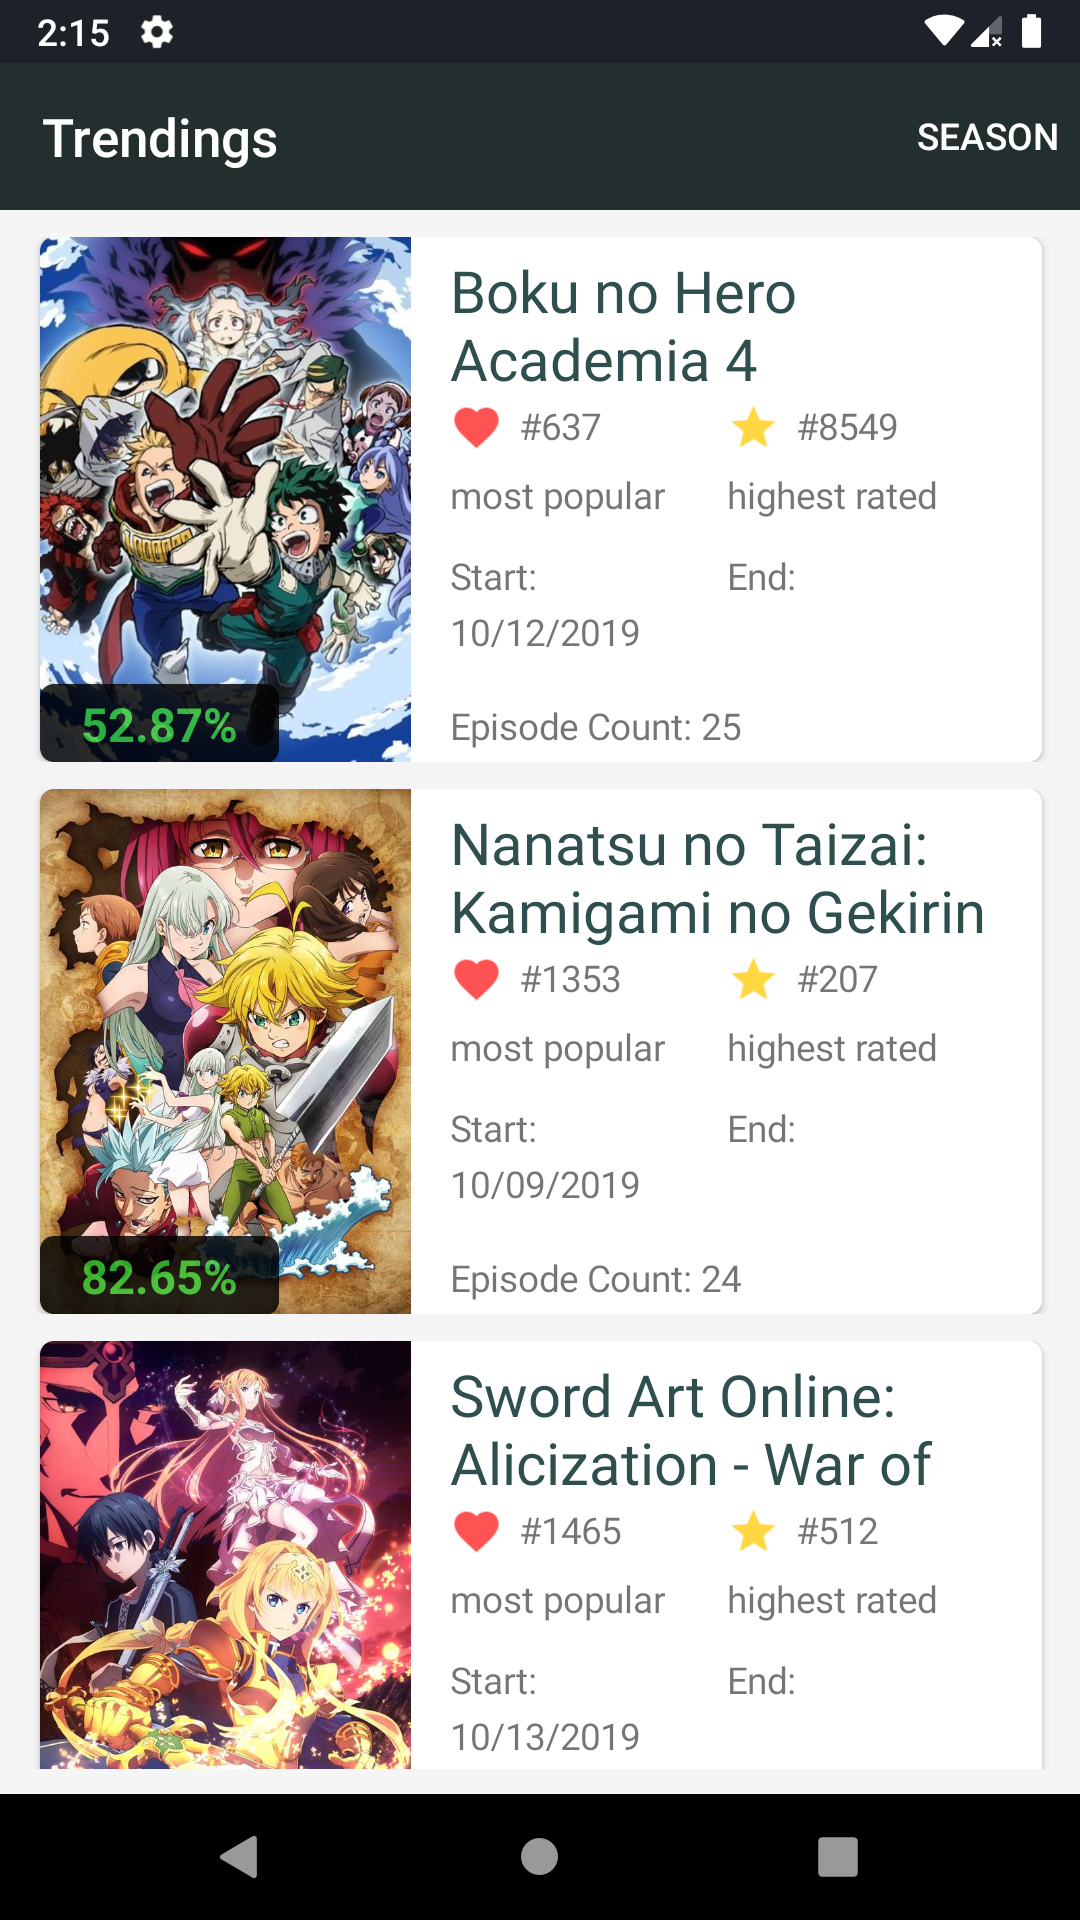 2:15
Trendings
SEASON
Boku no Hero
Academia 4
#637
#8549
most popular
highest rated
Start:
End:
10/12/2019
52.87%
Episode Count: 25
Nanatsu no Taizai:
Kamigami no Gekirin
#1353
#207
most popular
highest rated
Start:
End:
10/09/2019
82.65%
Episode Count: 24
Sword Art Online:
Alicization - War of
#1465
#512
most popular
highest rated
Start:
End:
10/13/2019